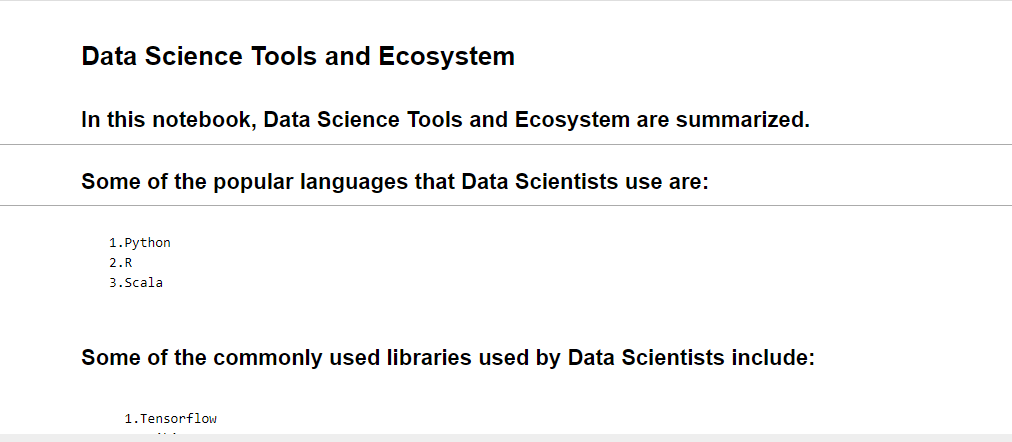 Data Science Tools and Ecosystem
In this notebook, Data Science Tools and Ecosystem are summarized.
Some of the popular languages that Data Scientists use are:
1.Python
2.R
3.Scala
Some of the commonly used libraries used by Data Scientists include:
1.Tensorflow